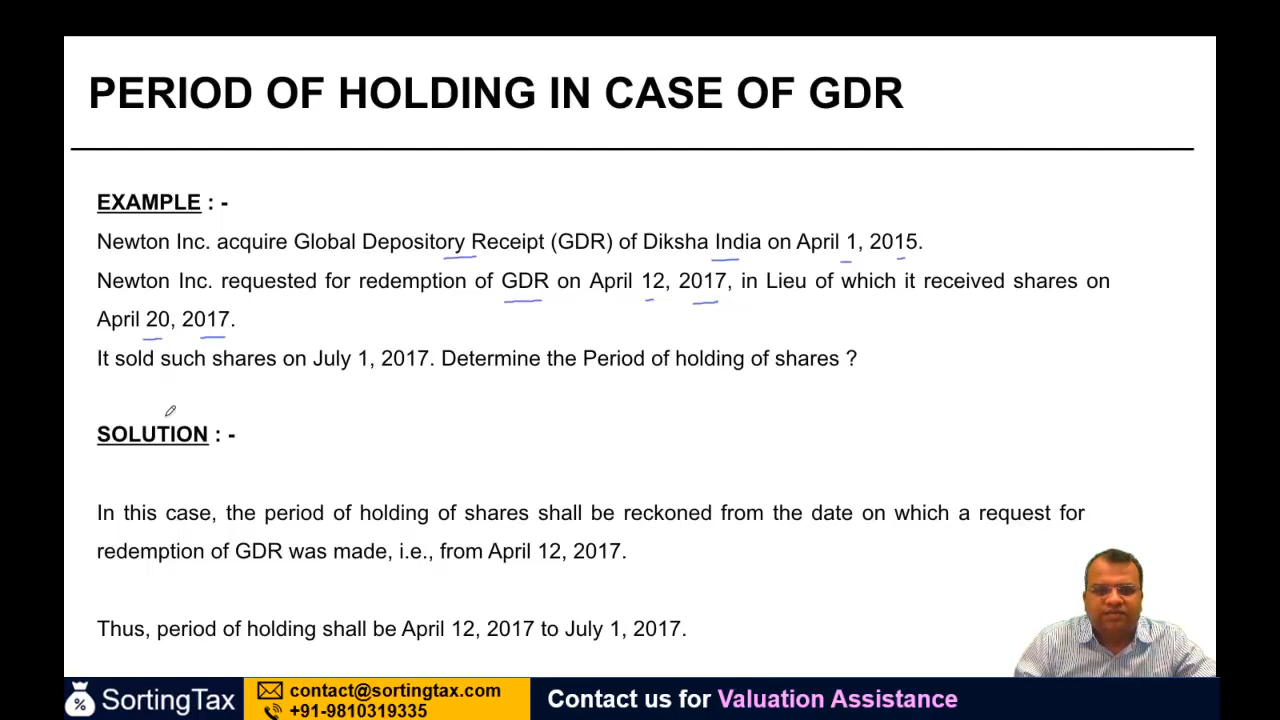 PERIOD OF HOLDING IN CASE OF GDR
EXAMPLE : -
Newton Inc. acquire Global Depository Receipt (GDR) of Diksha India on April 1, 2015.
Newton Inc. requested for redemption of GDR on April 12, 2017, in Lieu of which it received shares on
April 20, 2017.
It sold such shares on July 1, 2017. Determine the Period of holding of shares ?
SOLUTION : -
In this case, the period of holding of shares shall be reckoned from the date on which a request for
redemption of GDR was made, i.e., from April 12, 2017.
Thus, period of holding shall be April 12, 2017 to July 1, 2017.
% SortingTax
contact@sortingtax.com
+91-9810319335
Contact us for Valuation Assistance